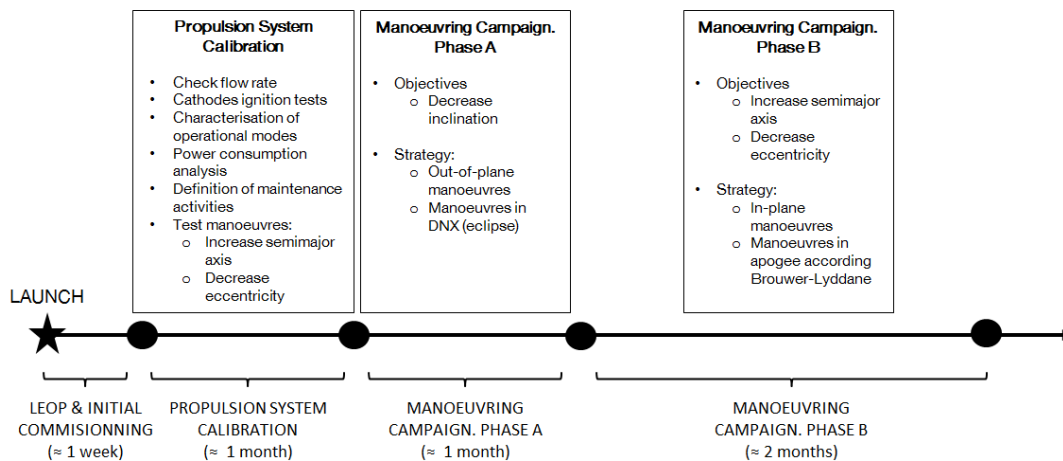 Propulsion System
Calibration
• Check flow rate
• Cathodes ignition tests
• Characterisation of
operational modes
• Power consumption
analysis
• Definition of maintenance
activities
• Test manoeuvres:
o Increase semimajor
axis
o Decrease
eccentricity
Manoeuvring Campaign.
Phase A
• Objectives
o Decrease
inclination
• Strategy:
o Out-of-plane
manoeuvres
o Manoeuvres in
DNX (eclipse)
Manoeuvring Campaign.
Phase B
• Objectives
o Increase semimajor
axis
o Decrease
eccentricity
• Strategy:
o In-plane
manoeuvres
o Manoeuvres in
apogee according
Brouwer-Lyddane
LAUNCH
LEOP & INITIAL
COMMISIONNING
(≈ 1 week)
PROPULSION SYSTEM
CALIBRATION
(≈ 1 month)
MANOEUVRING
CAMPAIGN. PHASE A
(≈ 1 month)
MANOEUVRING
CAMPAIGN. PHASE B
(≈ 2 months)